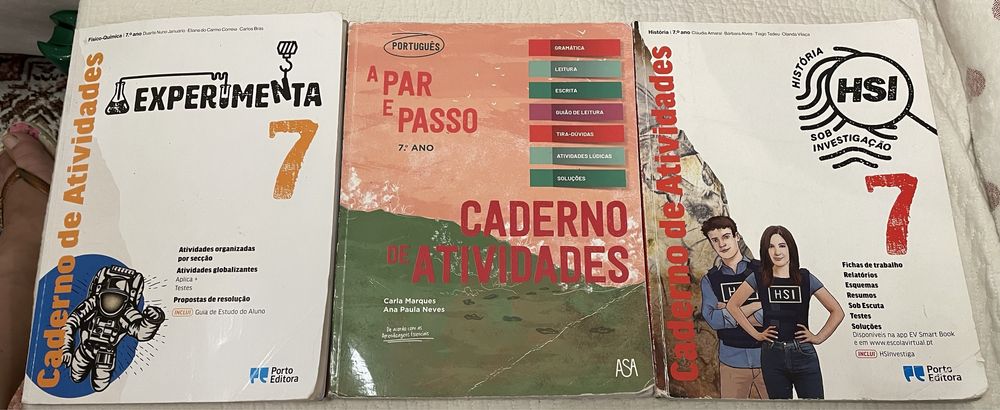 Físico-Química | 7.º ano Duarte Nuno Januário · Eliana do Carmo Correia · Carlos Brás
Caderno de Atividades
EXPERIMENTA
7
Atividades organizadas
por secção
Atividades globalizantes
Aplica +
Testes
Propostas de resolução
INCLUI Guia de Estudo do Aluno
Porto
Editora
PORTUGUÊS
A PAR
E PASSO
7.º ANO
GRAMÁTICA
LEITURA
ESCRITA
GUIÃO DE LEITURA
TIRA-DÚVIDAS
ATIVIDADES LÚDICAS
SOLUÇÕES
CADERNO
DE ATIVIDADES
Carla Marques
Ana Paula Neves
De acordo com as
Aprendizagens Essenciais
ASA
História | 7.º ano Cláudia Amaral · Bárbara Alves · Tiago Tadeu · Olanda Vilaça
Caderno de Atividades
HISTÓRIA
HSI
SOB
INVESTIGAÇÃO
7
HSI
HSI
Fichas de trabalho
Relatórios
Esquemas
Resumos
Sob Escuta
Testes
Soluções
Disponíveis na app EV Smart Book
e em www.escolavirtual.pt
INCLUI HSInvestiga
Porto
Editora